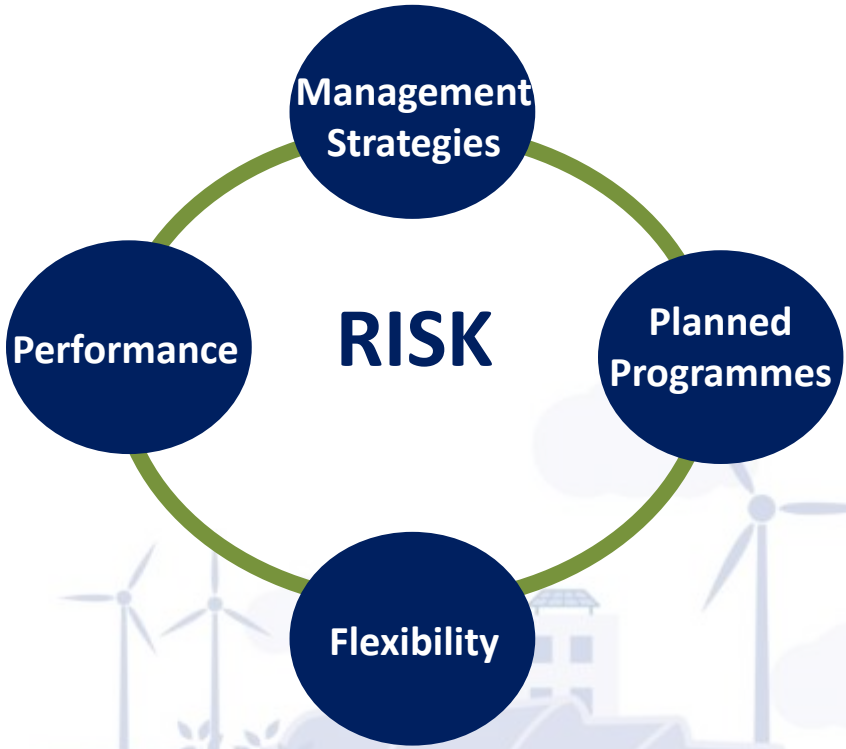 Management
Strategies
Performance
RISK
Planned
Programmes
Flexibility